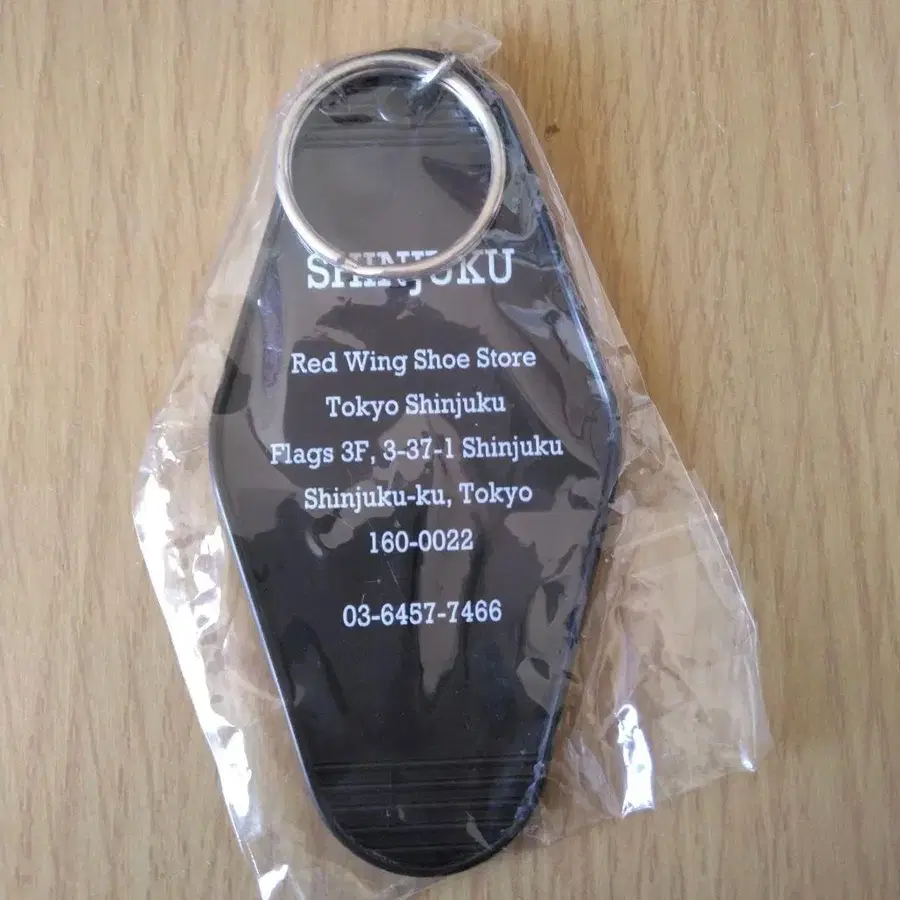 SHINJUKU
Red Wing Shoe Store
Tokyo Shinjuku
Flags 3F, 3-37-1 Shinjuku
Shinjuku-ku, Tokyo
160-0022
03-6457-7466